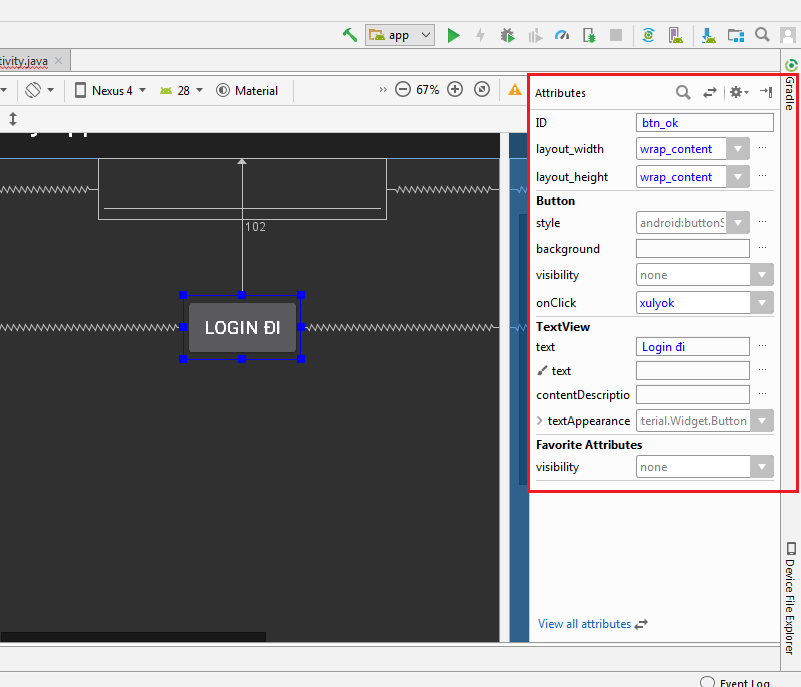 app
tivity.java
Nexus 4
28
Material
67%
Attributes
Gradle
ID
btn_ok
layout_width
wrap_content
layout_height
wrap_content
Button
style
android:buttonS
background
visibility
none
onClick
xulyok
TextView
text
Login đi
text
contentDescriptio
textAppearance
terial.Widget.Button
Favorite Attributes
visibility
none
102
LOGIN ĐI
View all attributes
Device File Explorer
Event Log